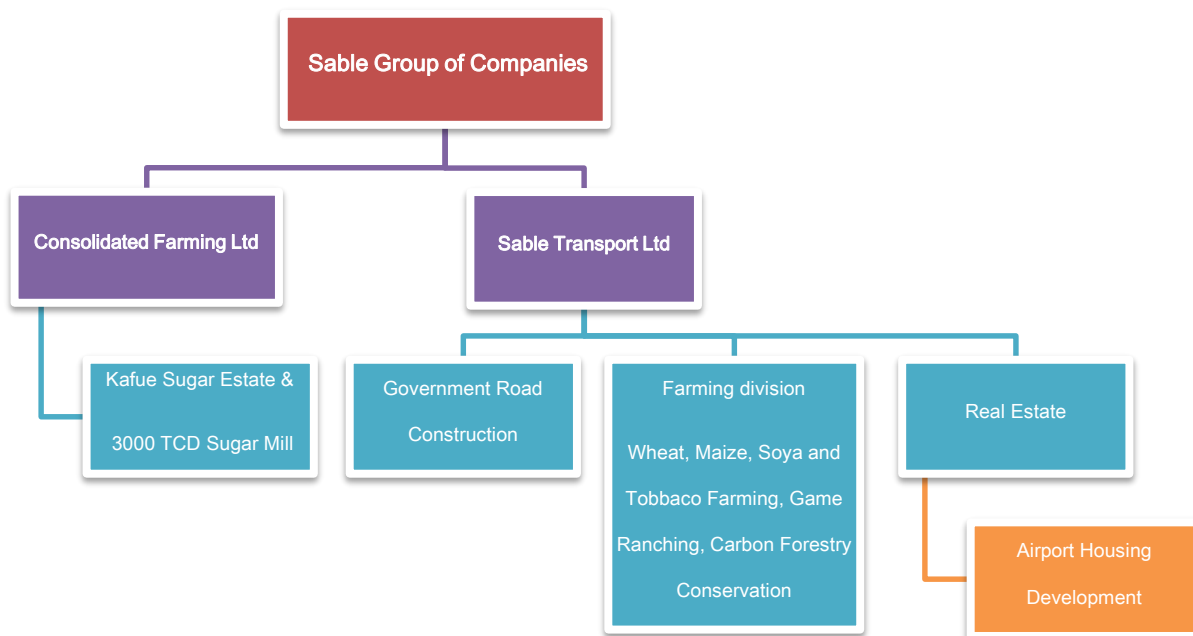 Sable Group of Companies
Consolidated Farming Ltd
Sable Transport Ltd
Kafue Sugar Estate &
3000 TCD Sugar Mill
Government Road
Construction
Farming division
Wheat, Maize, Soya and
Tobbaco Farming, Game
Ranching, Carbon Forestry
Conservation
Real Estate
Airport Housing
Development